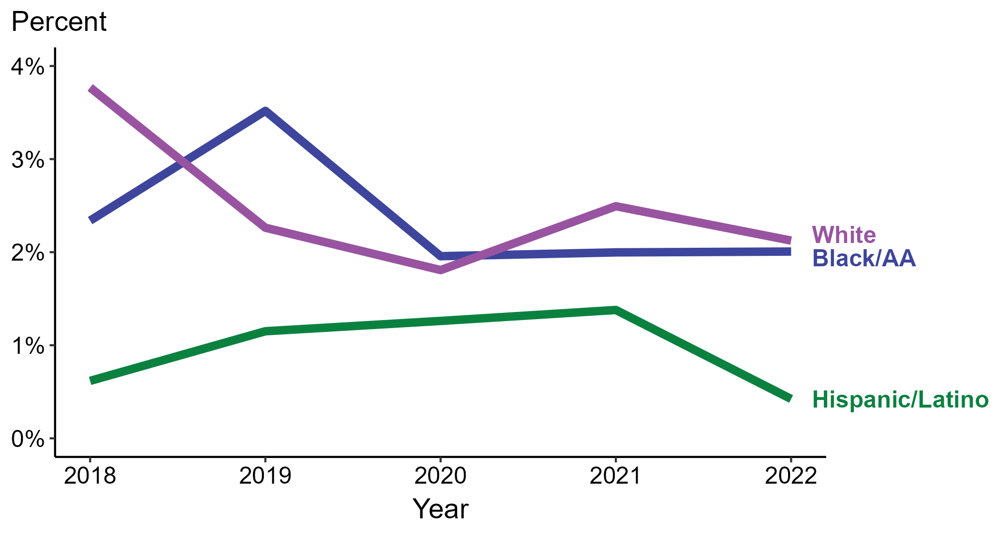 Percent
4%
3%
2%
1%
0%
White
Black/AA
Hispanic/Latino
2018 2019 2020 2021 2022
Year